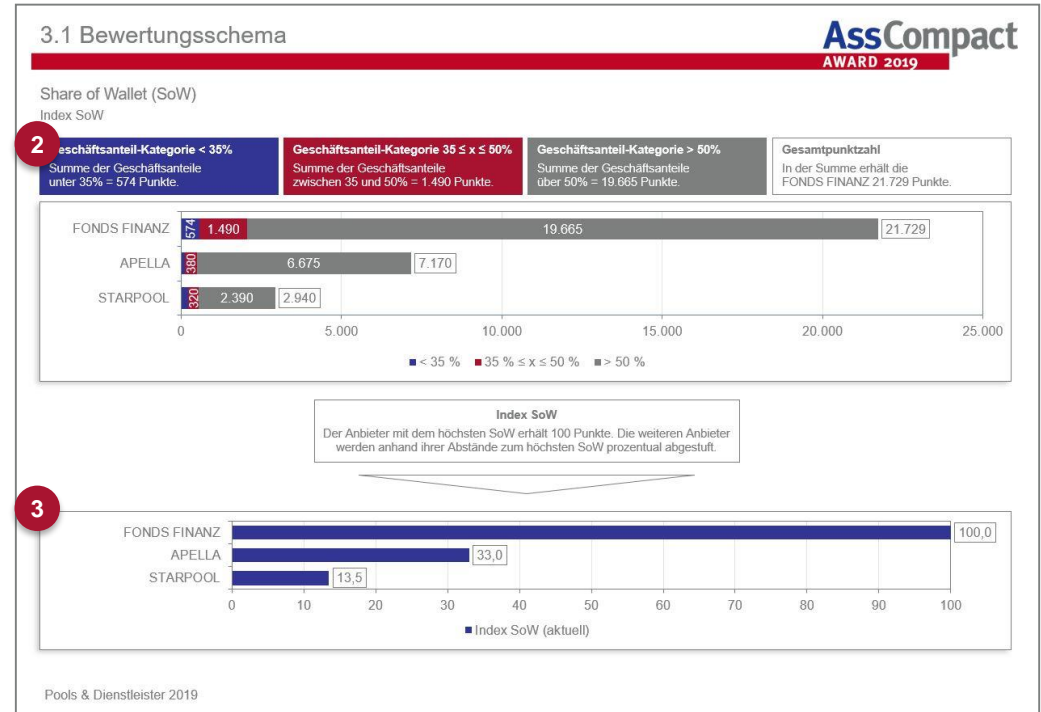 3.1 Bewertungsschema
AssCompact
AWARD 2019
Share of Wallet (SoW)
Index SoW
2
Geschäftsanteil-Kategorie < 35%
Summe der Geschäftsanteile
unter 35% = 574 Punkte.
Geschäftsanteil-Kategorie 35 ≤ x ≤ 50%
Summe der Geschäftsanteile
zwischen 35 und 50% = 1.490 Punkte.
Geschäftsanteil-Kategorie > 50%
Summe der Geschäftsanteile
über 50% = 19.665 Punkte.
Gesamtpunktzahl
In der Summe erhält die
FONDS FINANZ 21.729 Punkte.
FONDS FINANZ 574 1.490 19.665 21.729
APELLA 380 6.675 7.170
STARPOOL 320 2.390 2.940
0 5.000 10.000 15.000 20.000 25.000
< 35 % 35 % ≤ x ≤ 50 % > 50 %
Index SoW
Der Anbieter mit dem höchsten SoW erhält 100 Punkte. Die weiteren Anbieter
werden anhand ihrer Abstände zum höchsten SoW prozentual abgestuft.
3
FONDS FINANZ 100,0
APELLA 33,0
STARPOOL 13,5
0 10 20 30 40 50 60 70 80 90 100
Index SoW (aktuell)
Pools & Dienstleister 2019